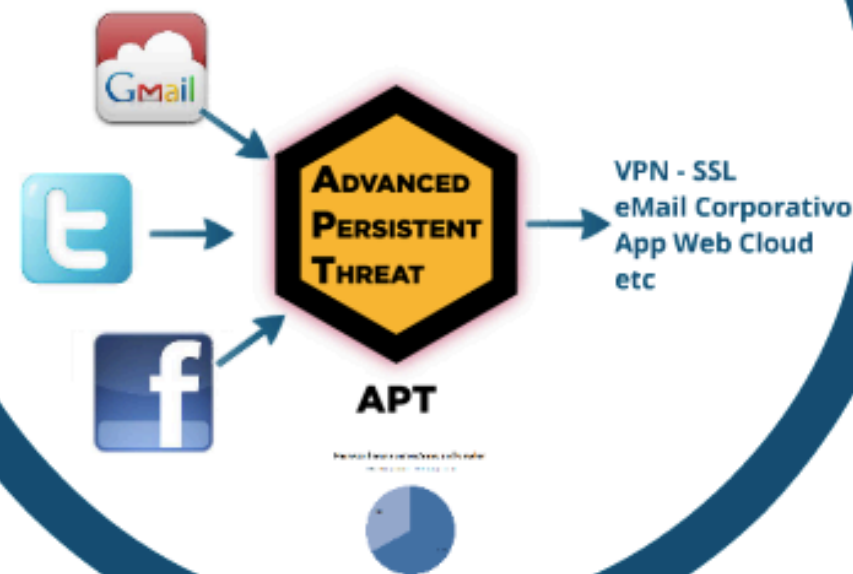 Gmail
t
ADVANCED
PERSISTENT
THREAT
VPN - SSL
eMail Corporativo
App Web Cloud
etc
f
APT